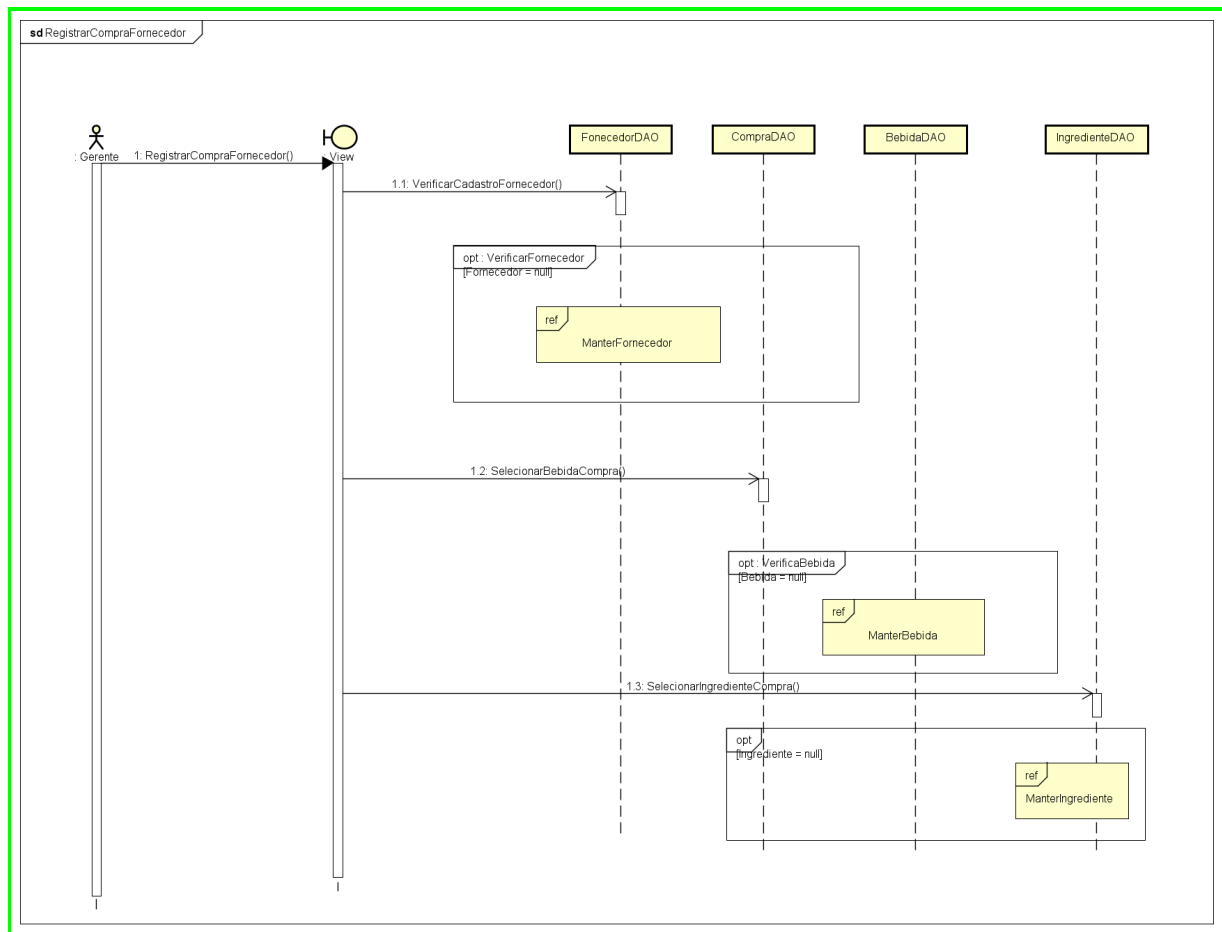 sd RegistrarCompraFornecedor
FonecedorDAO
CompraDAO
BebidaDAO
IngredienteDAO
: Gerente
1: RegistrarCompraFornecedor()
View
1.1: VerificarCadastroFornecedor()
opt : VerificarFornecedor
[Fornecedor = null]
ref
ManterFornecedor
1.2: SelecionarBebidaCompra()
opt : VerificaBebida
[Bebida = null]
ref
ManterBebida
1.3: SelecionarIngredienteCompra()
opt
[Ingrediente = null]
ref
ManterIngrediente